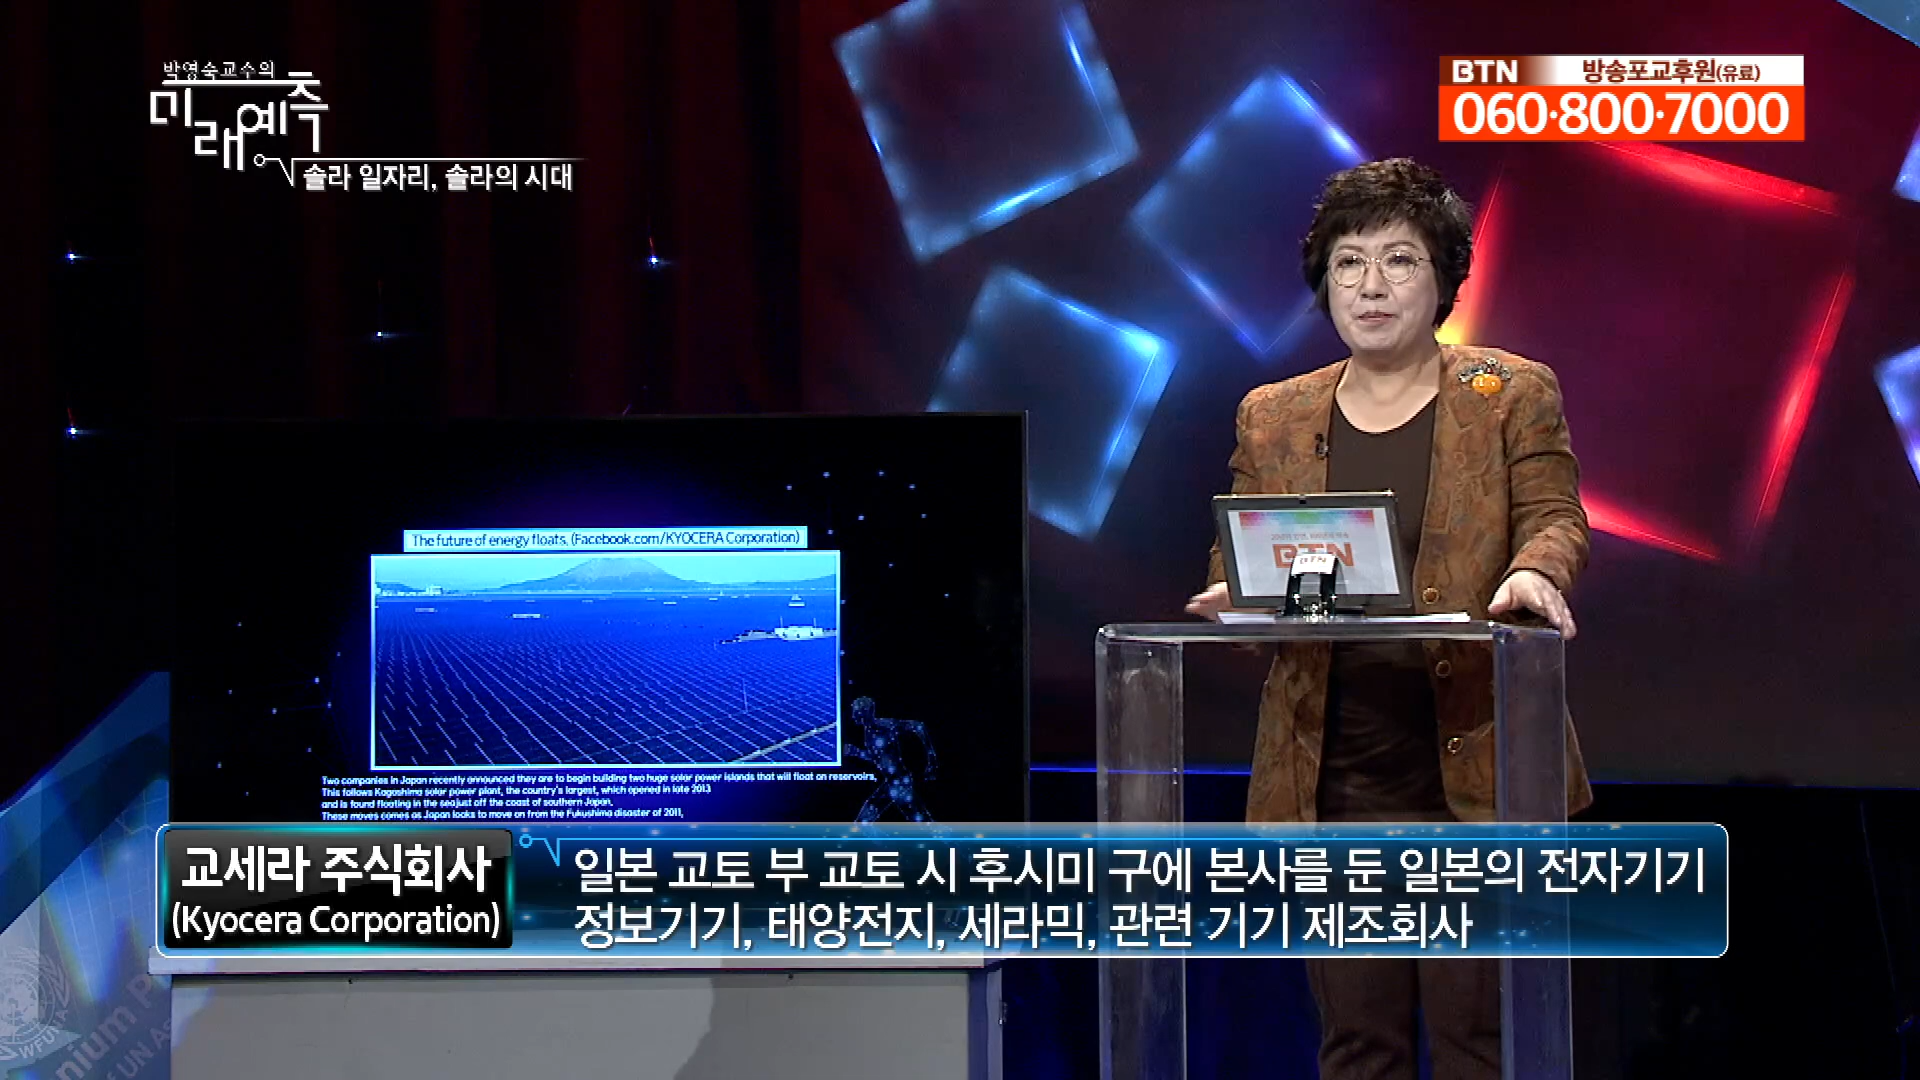 박영숙교수의
미래예측
솔라 일자리, 솔라의 시대
BTN 방송포교후원(유료)
060·800·7000
BTN
BTN
The future of energy floats. (Facebook.com/KYOCERA Corporation)
Two companies in Japan recently announced they are to begin building two huge solar power islands that will float on reservoirs,
This follows Kagoshima solar power plant, the country's largest, which opened in late 2013
and is found floating in the sea just off the coast of southern Japan,
These moves comes as Japan looks to move on from the Fukushima disaster of 2011,
교세라 주식회사
(Kyocera Corporation)
일본 교토 부 교토 시 후시미 구에 본사를 둔 일본의 전자기기
정보기기, 태양전지, 세라믹, 관련 기기 제조회사
WFUNA